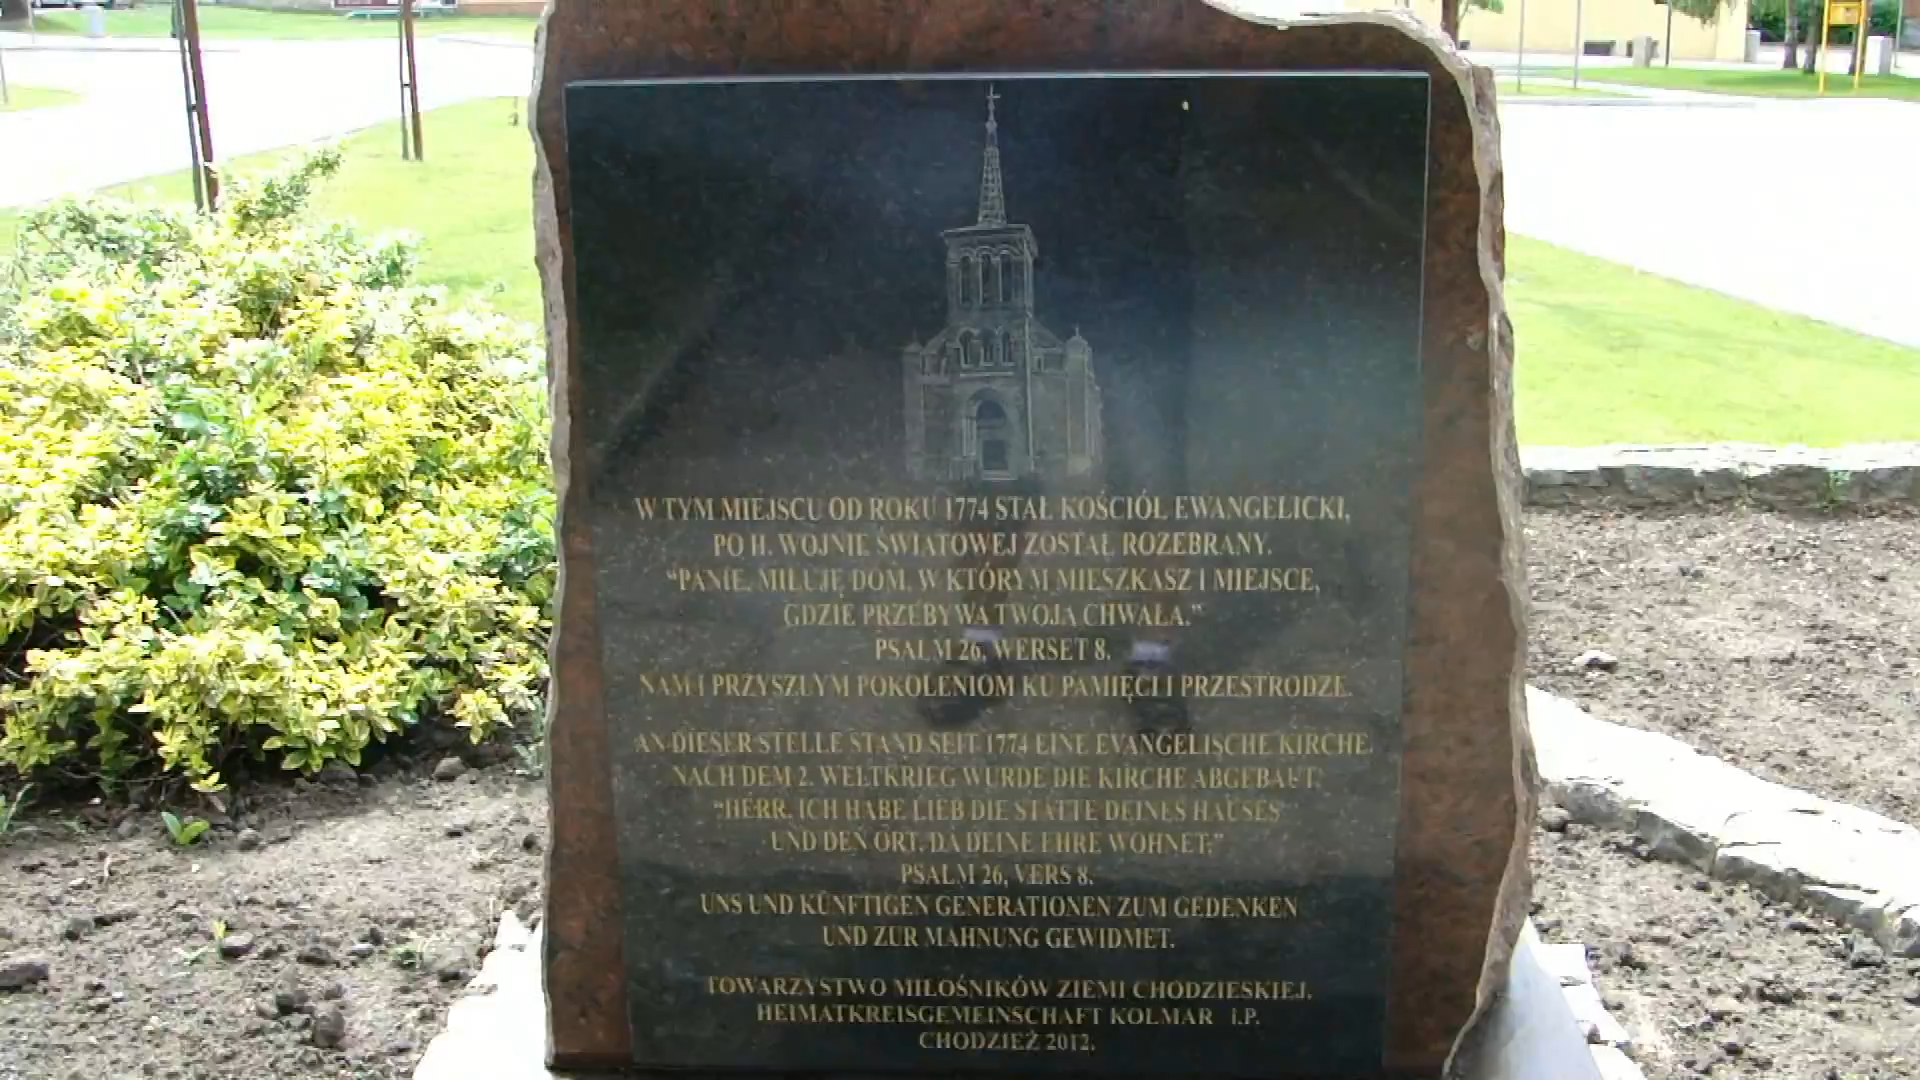 W TYM MIEJSCU OD ROKU 1774 STAŁ KOŚCIÓŁ EWANGELICKI,
PO II. WOJNIE ŚWIATOWEJ ZOSTAŁ ROZEBRANY.
“PANIE, MIŁUJĘ DOM, W KTÓRYM MIESZKASZ I MIEJSCE,
GDZIE PRZEBYWA TWOJA CHWAŁA.”
PSALM 26, WERSET 8.
NAM I PRZYSZŁYM POKOLENIOM KU PAMIĘCI I PRZESTRODZE.
AN DIESER STELLE STAND SEIT 1774 EINE EVANGELISCHE KIRCHE.
NACH DEM 2. WELTKRIEG WURDE DIE KIRCHE ABGEBAUT.
“HERR, ICH HABE LIEB DIE STÄTTE DEINES HAUSES
UND DEN ORT, DA DEINE EHRE WOHNET;”
PSALM 26, VERS 8.
UNS UND KÜNFTIGEN GENERATIONEN ZUM GEDENKEN
UND ZUR MAHNUNG GEWIDMET.
TOWARZYSTWO MIŁOŚNIKÓW ZIEMI CHODZIESKIEJ.
HEIMATKREISGEMEINSCHAFT KOLMAR i.P.
CHODZIEŻ 2012.